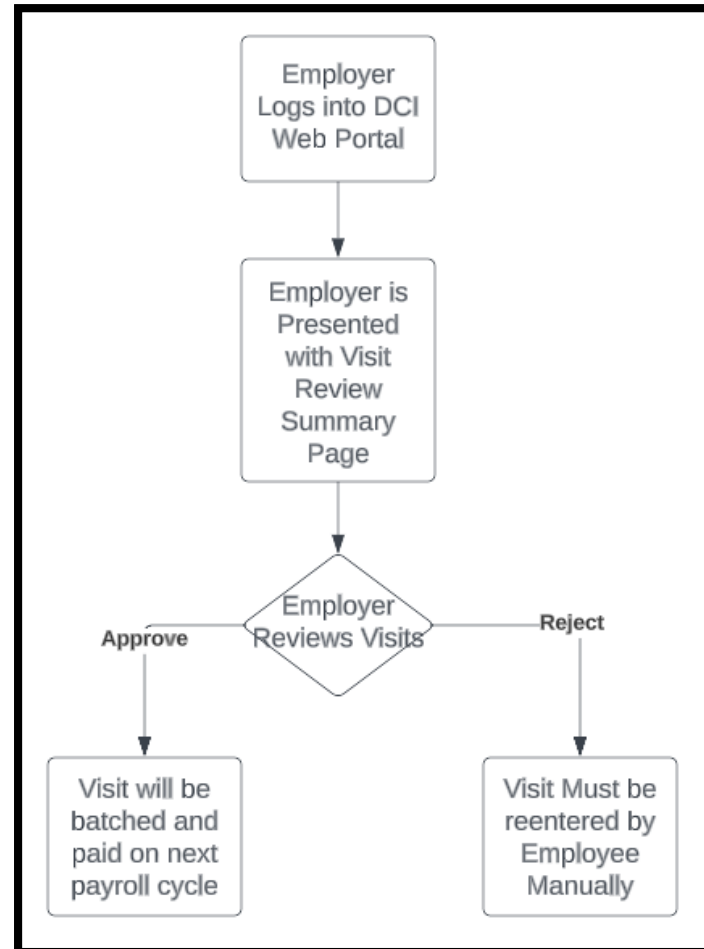 Employer
Logs into DCI
Web Portal
Employer is
Presented
with Visit
Review
Summary
Page
Employer
Reviews Visits
Approve
Reject
Visit will be
batched and
paid on next
payroll cycle
Visit Must be
reentered by
Employee
Manually